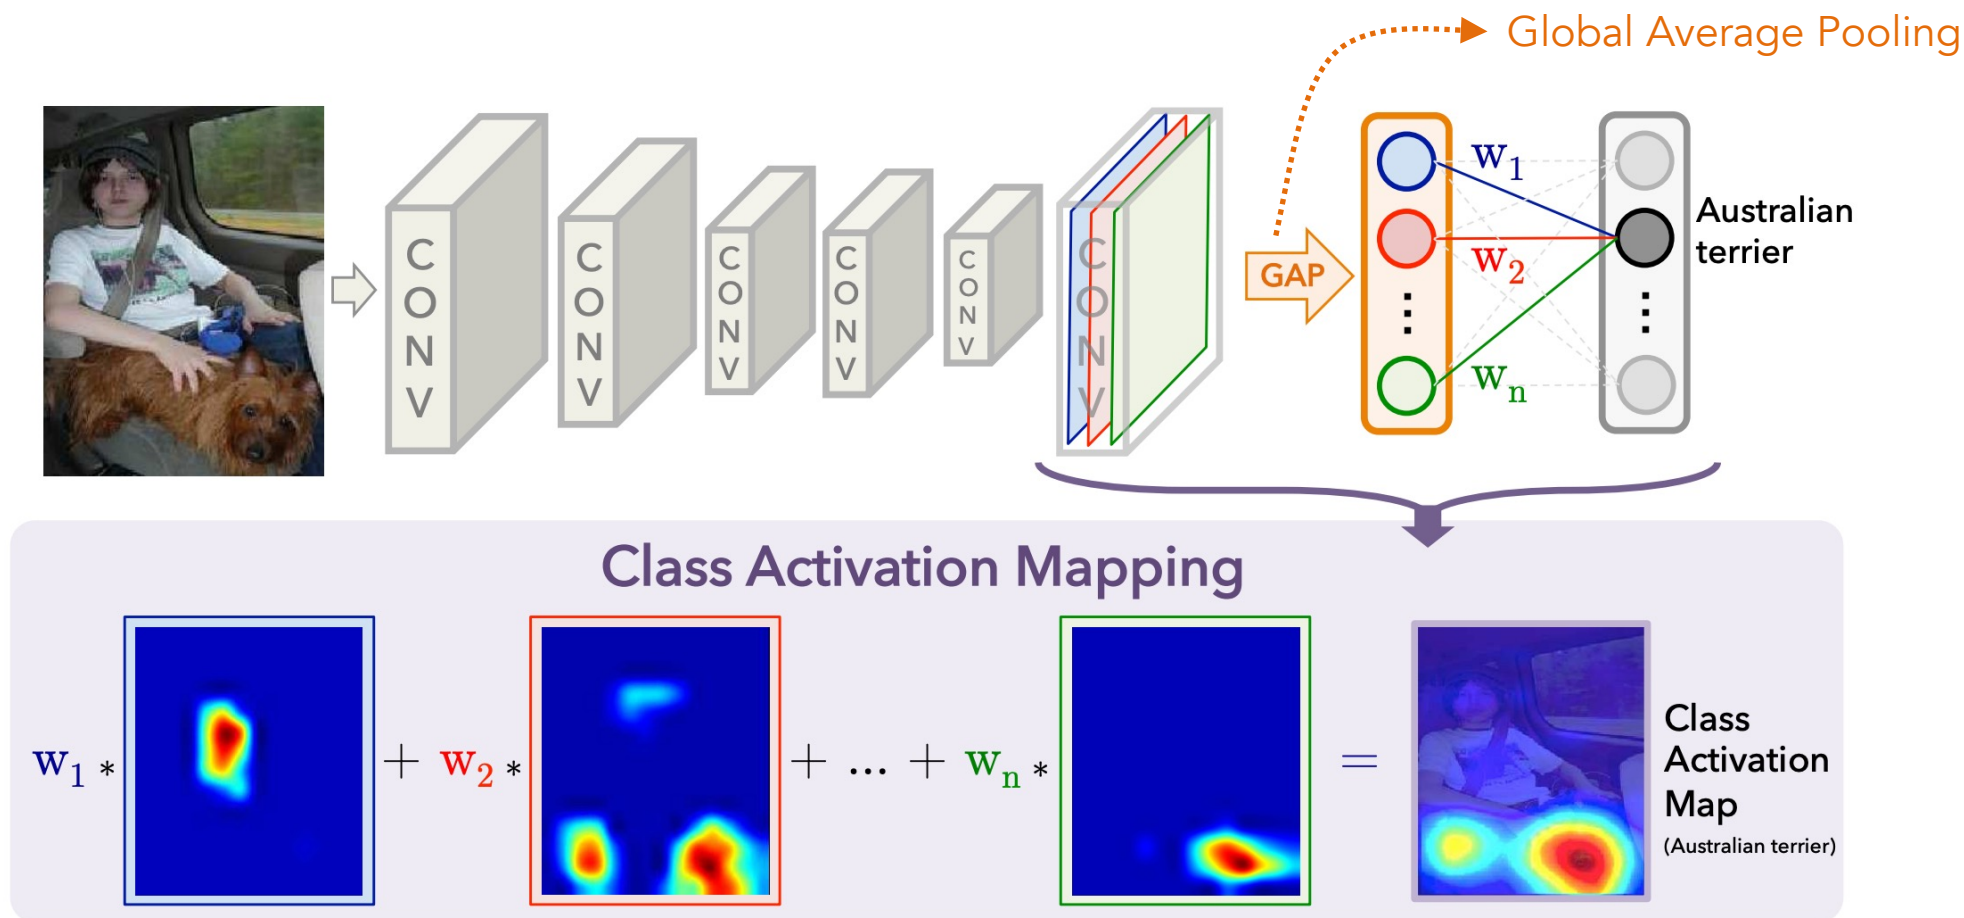 Global Average Pooling
CONV
CONV
CONV
CONV
CONV
CONV
GAP
w1
w2
wn
Australian
terrier
Class Activation Mapping
w1 * + w2 * + ... + wn * =
Class
Activation
Map
(Australian terrier)